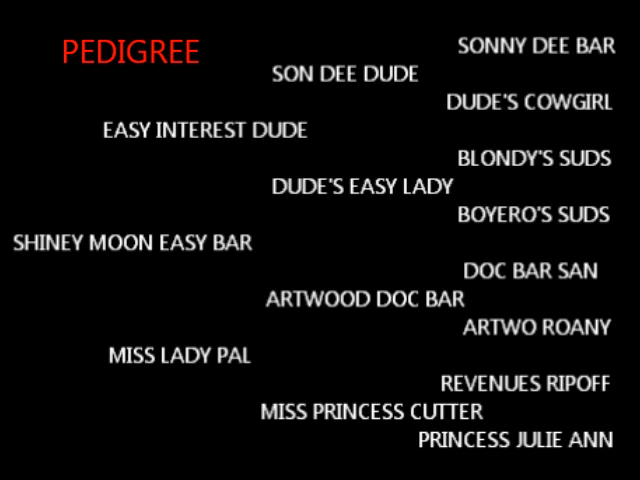 PEDIGREE
SONNY DEE BAR
SON DEE DUDE
DUDE'S COWGIRL
EASY INTEREST DUDE
BLONDY'S SUDS
DUDE'S EASY LADY
BOYERO'S SUDS
SHINEY MOON EASY BAR
DOC BAR SAN
ARTWOOD DOC BAR
ARTWO ROANY
MISS LADY PAL
REVENUES RIPOFF
MISS PRINCESS CUTTER
PRINCESS JULIE ANN